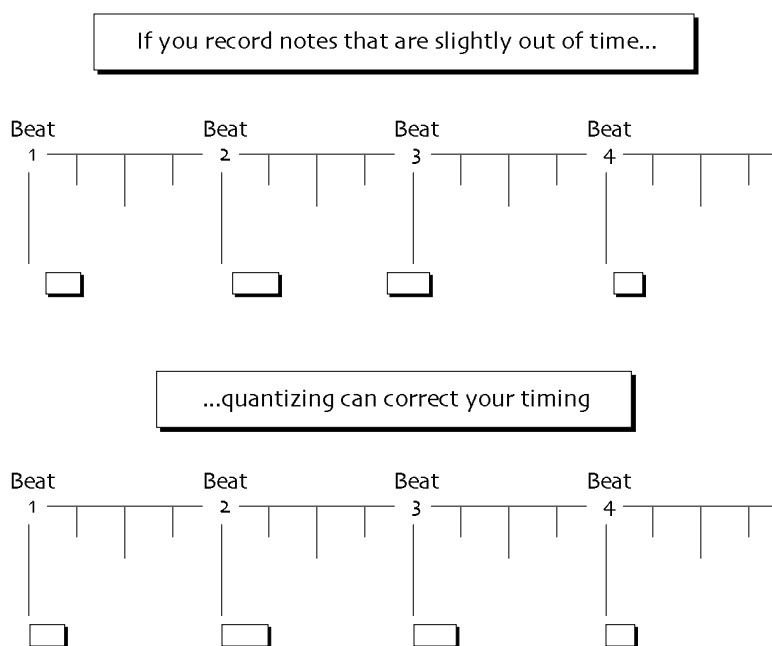 If you record notes that are slightly out of time...
Beat Beat Beat Beat
1 2 3 4
...quantizing can correct your timing
Beat Beat Beat Beat
1 2 3 4